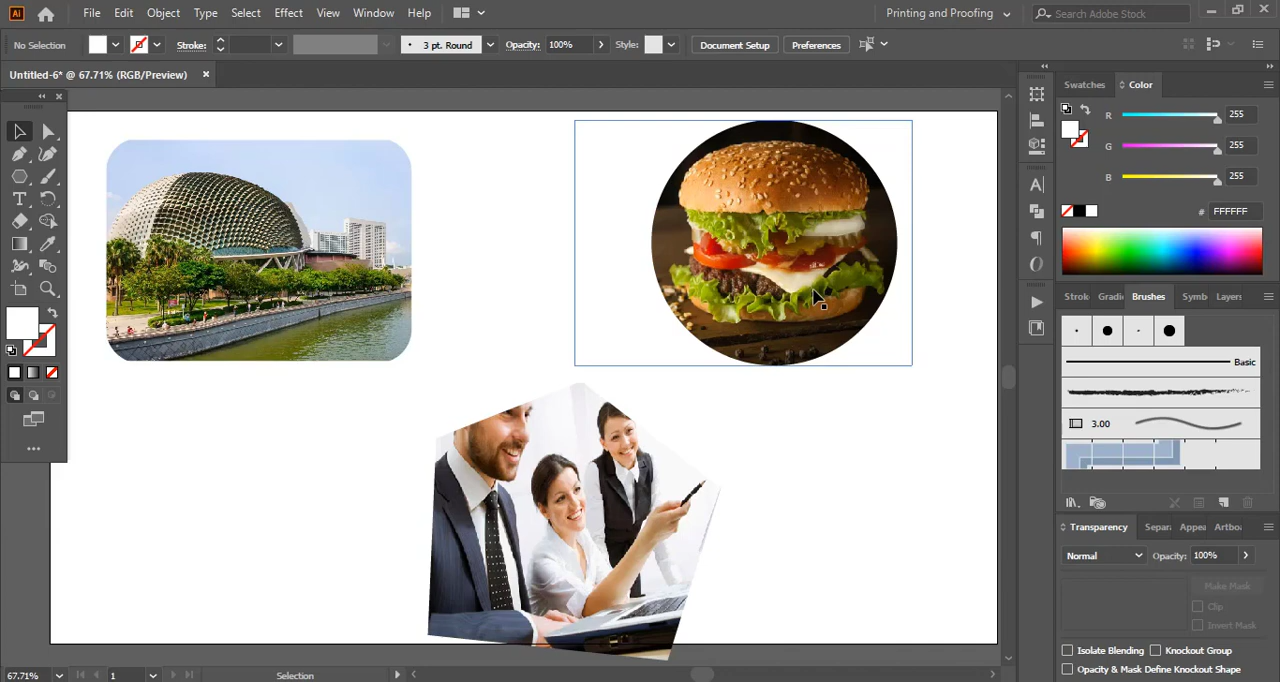 Ai File Edit Object Type Select Effect View Window Help Printing and Proofing Search Adobe Stock
No Selection Stroke: 3 pt. Round Opacity: 100% Style: Document Setup Preferences
Untitled-6* @ 67.71% (RGB/Preview)
Swatches Color
R 255
G 255
B 255
# FFFFFF
Strok Gradi Brushes Symb Layers
Basic
3.00
Transparency Separ Appea Artboa
Normal Opacity: 100%
Make Mask
Clip
Invert Mask
Isolate Blending Knockout Group
Opacity & Mask Define Knockout Shape
67.71% 1 Selection